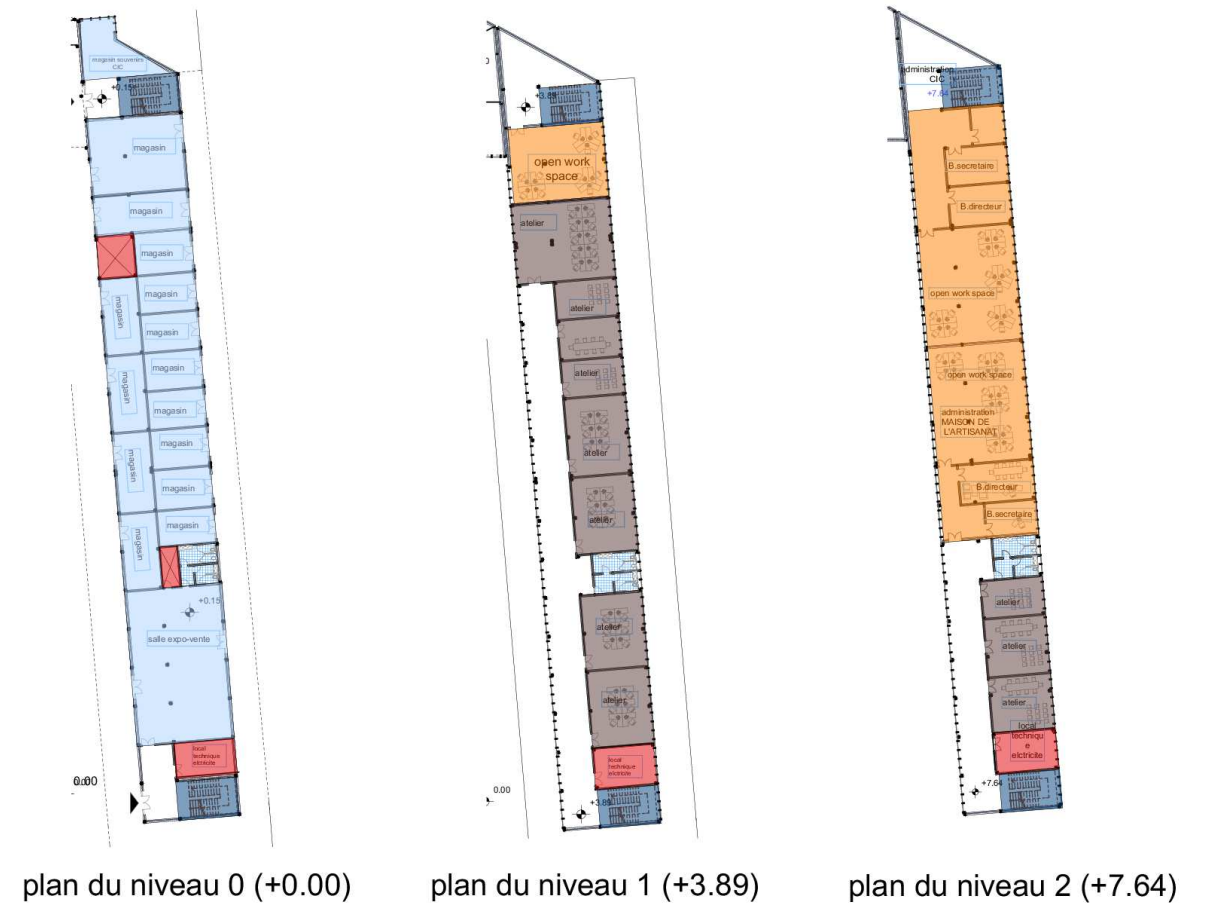 magasin souvenirs
CIC
+0.15
magasin
magasin
magasin
magasin
magasin
magasin
magasin
magasin
magasin
magasin
magasin
magasin
magasin
magasin
+0.15
salle expo-vente
local
technique
elctricite
0.00
plan du niveau 0 (+0.00)
+3.89
open work
space
atelier
atelier
atelier
atelier
atelier
atelier
atelier
local
technique
elctricite
0.00
+3.89
plan du niveau 1 (+3.89)
administration
CIC
+7.64
B.secretaire
B.directeur
open work space
open work space
administration
MAISON DE
L'ARTISANAT
B.directeur
B.secretaire
atelier
atelier
atelier
local
techniqu
e
elctricite
+7.64
plan du niveau 2 (+7.64)